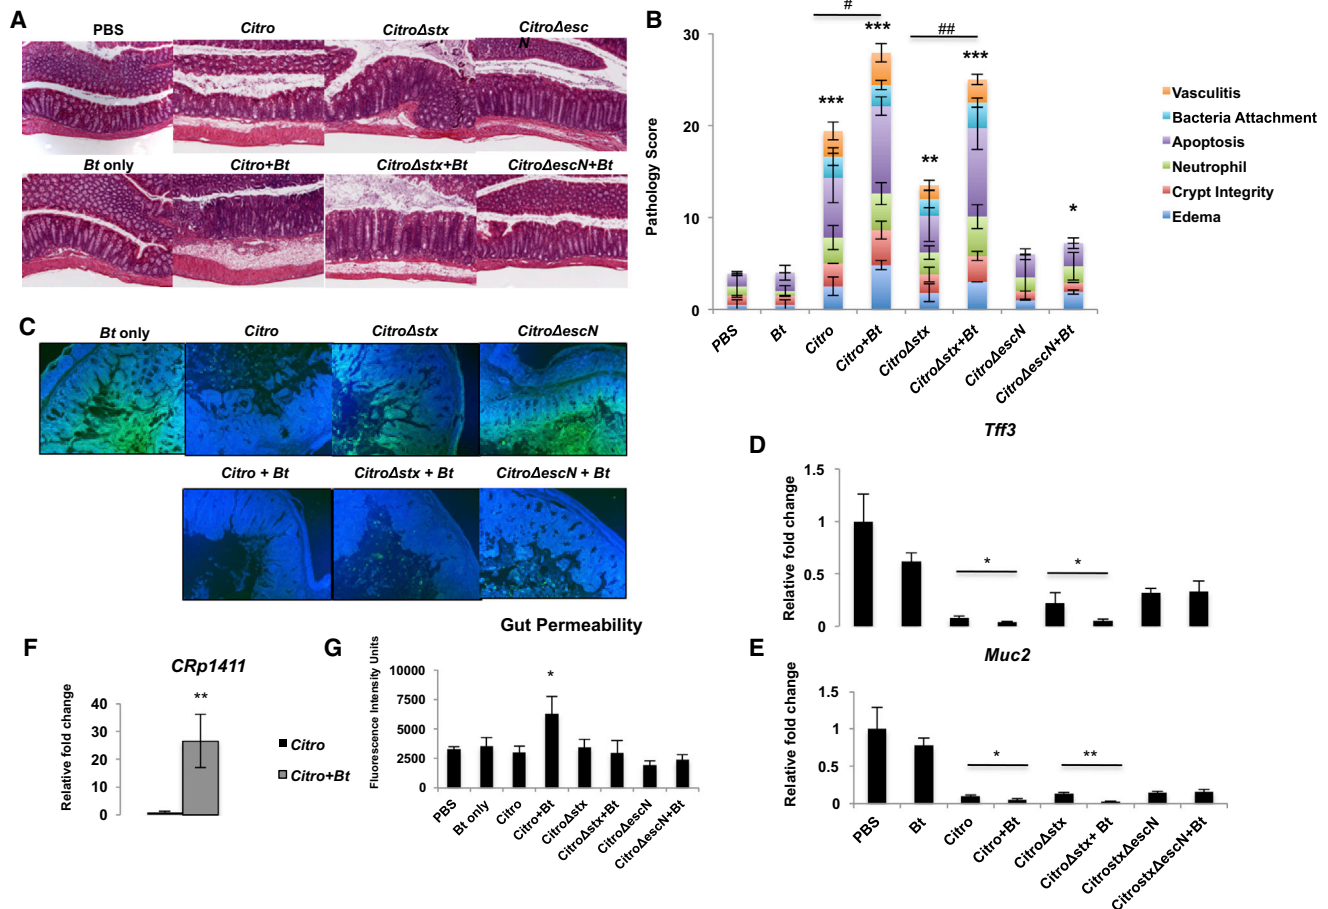 A
PBS
Citro
CitroΔstx
CitroΔesc
N
Bt only
Citro+Bt
CitroΔstx+Bt
CitroΔescN+Bt
B
#
##
***
***
**
***
*
30
20
10
0
Pathology Score
PBS
Bt
Citro
Citro+Bt
CitroΔstx
CitroΔstx+Bt
CitroΔescN
CitroΔescN+Bt
Vasculitis
Bacteria Attachment
Apoptosis
Neutrophil
Crypt Integrity
Edema
C
Bt only
Citro
CitroΔstx
CitroΔescN
Citro + Bt
CitroΔstx + Bt
CitroΔescN + Bt
D
Tff3
Relative fold change
1.5
1
0.5
0
*
*
E
Muc2
Relative fold change
1.5
1
0.5
0
*
**
PBS
Bt
Citro
Citro+Bt
CitroΔstx
CitroΔstx+ Bt
CitrostxΔescN
CitrostxΔescN+Bt
F
CRp1411
Relative fold change
40
30
20
10
0
**
Citro
Citro+Bt
G
Gut Permeability
Fluorescence Intensity Units
10000
7500
5000
2500
0
*
PBS
Bt only
Citro
Citro+Bt
CitroΔstx
CitroΔstx+Bt
CitroΔescN
CitroΔescN+Bt